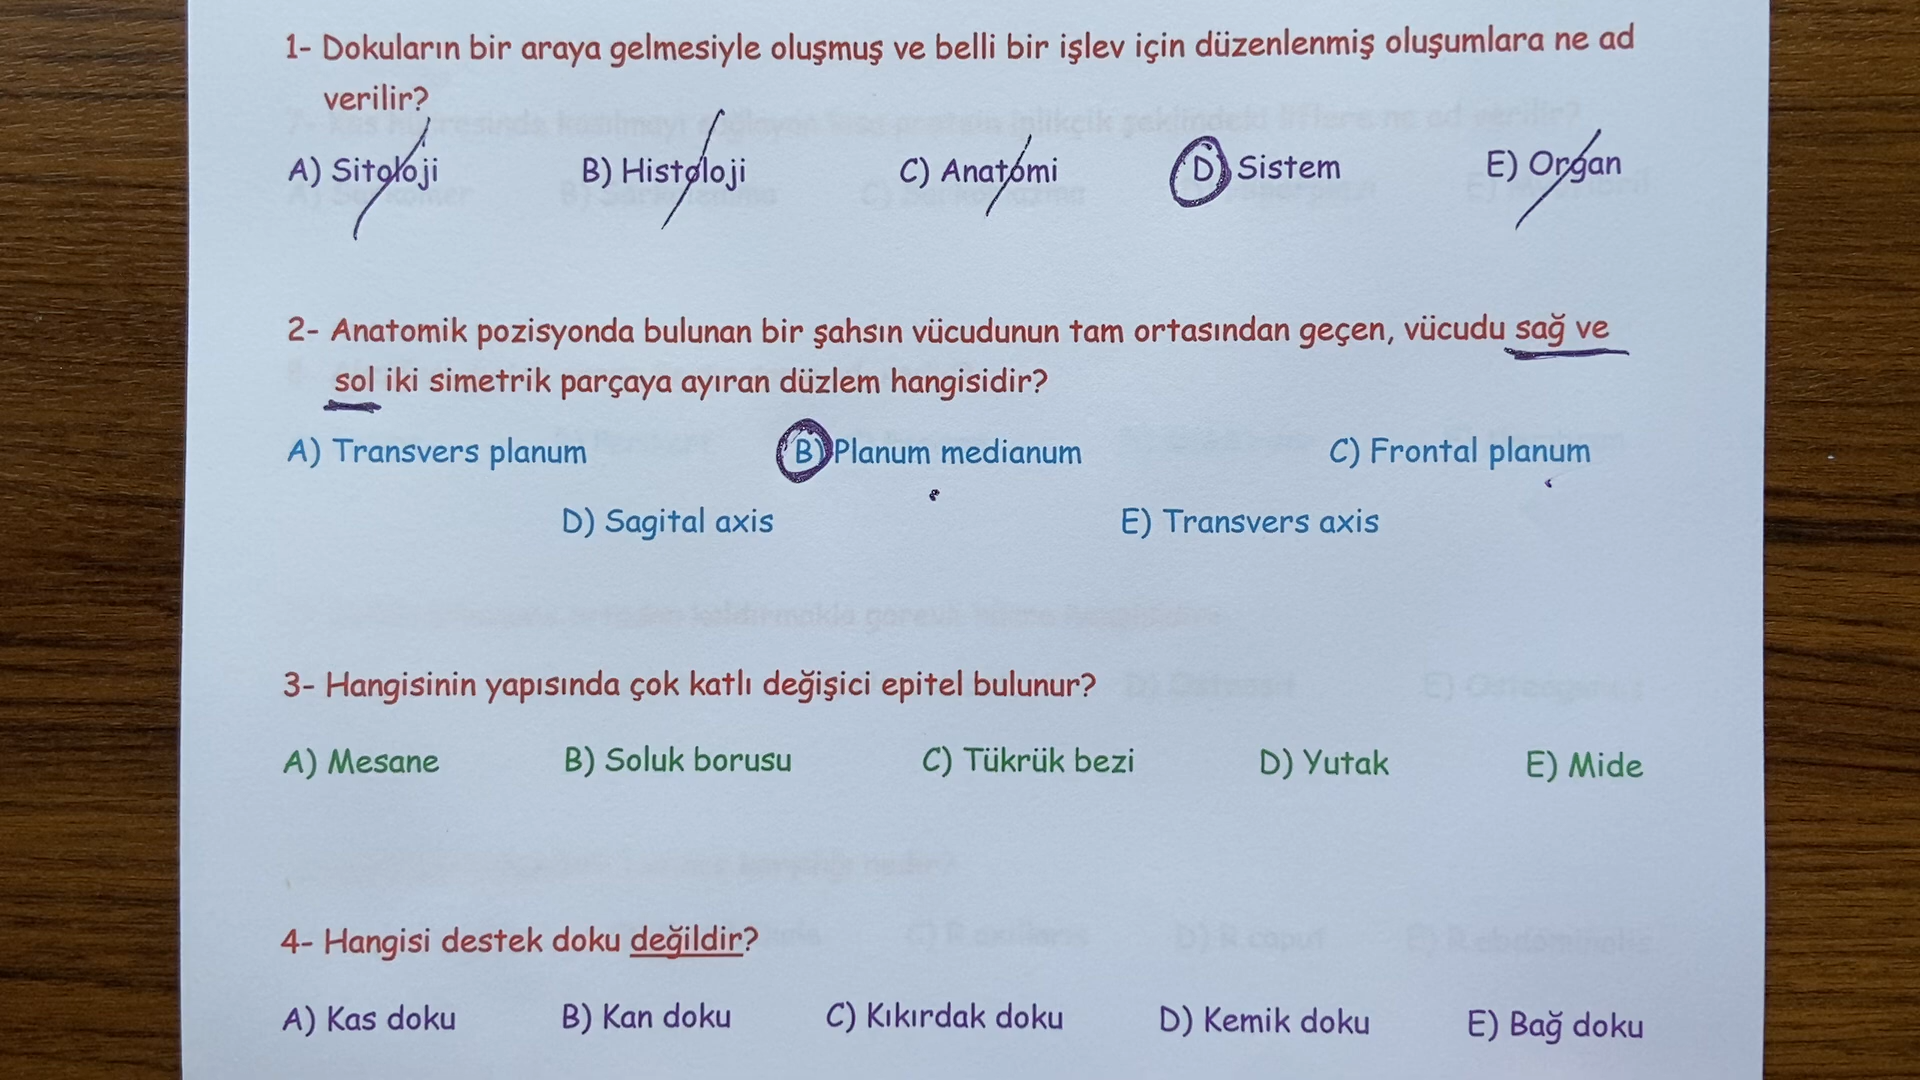 1- Dokuların bir araya gelmesiyle oluşmuş ve belli bir işlev için düzenlenmiş oluşumlara ne ad
verilir?
A) Sitoloji B) Histoloji C) Anatomi D) Sistem E) Organ
2- Anatomik pozisyonda bulunan bir şahsın vücudunun tam ortasından geçen, vücudu sağ ve
sol iki simetrik parçaya ayıran düzlem hangisidir?
A) Transvers planum B) Planum medianum C) Frontal planum
D) Sagital axis E) Transvers axis
3- Hangisinin yapısında çok katlı değişici epitel bulunur?
A) Mesane B) Soluk borusu C) Tükrük bezi D) Yutak E) Mide
4- Hangisi destek doku değildir?
A) Kas doku B) Kan doku C) Kıkırdak doku D) Kemik doku E) Bağ doku